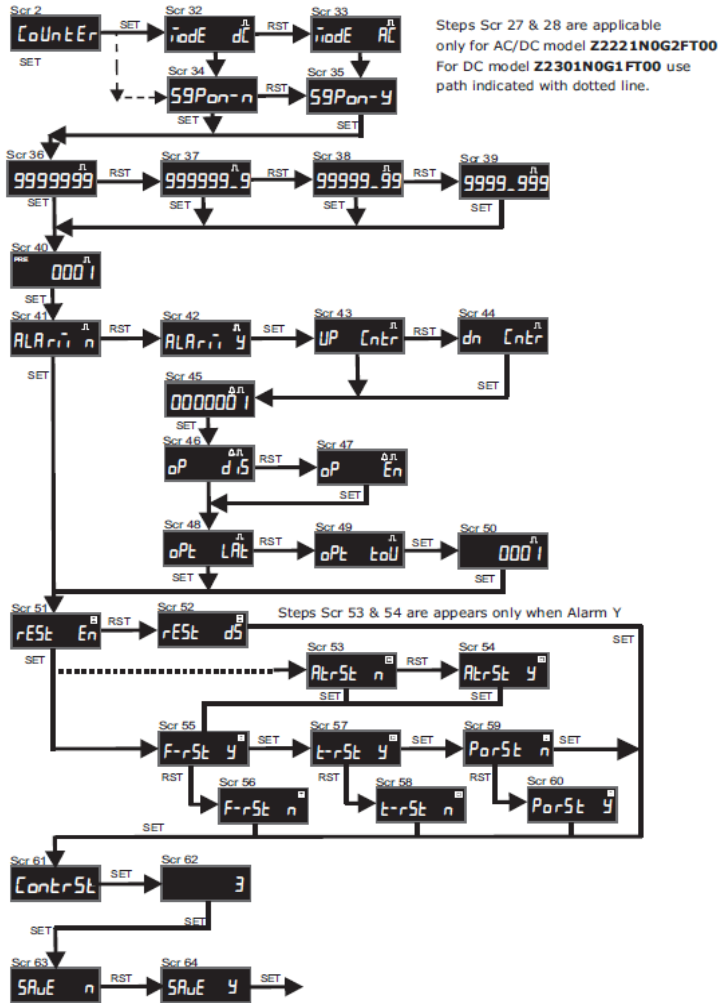 Scr 2
CoUntEr
SET
SET
Scr 32
modE dC
RST
Scr 33
modE AC
Steps Scr 27 & 28 are applicable
only for AC/DC model Z2221N0G2FT00
For DC model Z2301N0G1FT00 use
path indicated with dotted line.
Scr 34
S9Pon-n
RST
Scr 35
S9Pon-y
SET
SET
Scr 36
9999999
RST
Scr 37
999999_9
RST
Scr 38
99999_99
RST
Scr 39
9999_999
SET
SET
SET
SET
Scr 40
PRE
0001
SET
Scr 41
ALArm n
RST
Scr 42
ALArm y
SET
Scr 43
UP Cntr
RST
Scr 44
dn Cntr
SET
SET
Scr 45
0000001
SET
Scr 46
oP diS
RST
Scr 47
oP En
SET
Scr 48
oPt LAt
RST
Scr 49
oPt toU
SET
Scr 50
0001
SET
SET
Scr 51
rESt En
RST
Scr 52
rESt dS
Steps Scr 53 & 54 are appears only when Alarm Y
SET
SET
Scr 53
AtrSt n
RST
Scr 54
AtrSt y
SET
SET
Scr 55
F-rSt y
SET
Scr 57
t-rSt y
SET
Scr 59
PorSt n
SET
RST
Scr 56
F-rSt n
RST
Scr 58
t-rSt n
RST
Scr 60
PorSt y
SET
Scr 61
ContrSt
SET
Scr 62
3
SET
SET
Scr 63
SAvE n
RST
Scr 64
SAvE y
SET